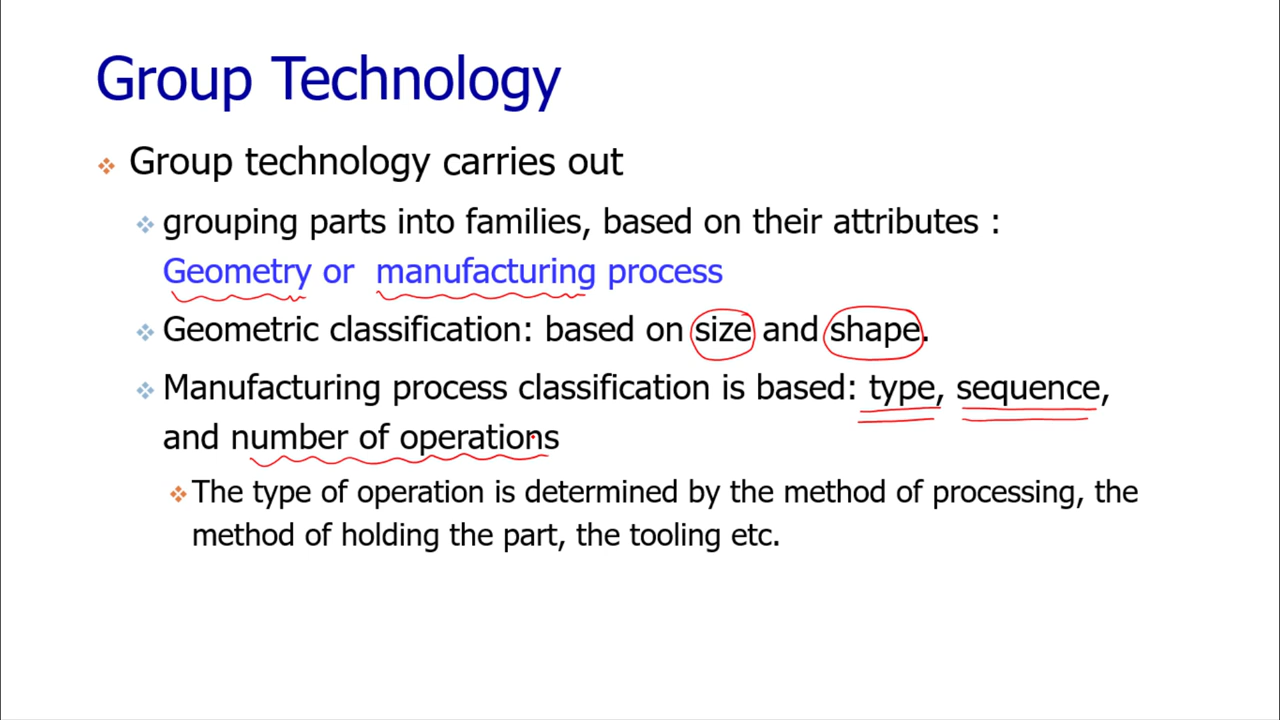 Group Technology
Group technology carries out
grouping parts into families, based on their attributes :
Geometry or manufacturing process
Geometric classification: based on size and shape.
Manufacturing process classification is based: type, sequence,
and number of operations
The type of operation is determined by the method of processing, the
method of holding the part, the tooling etc.